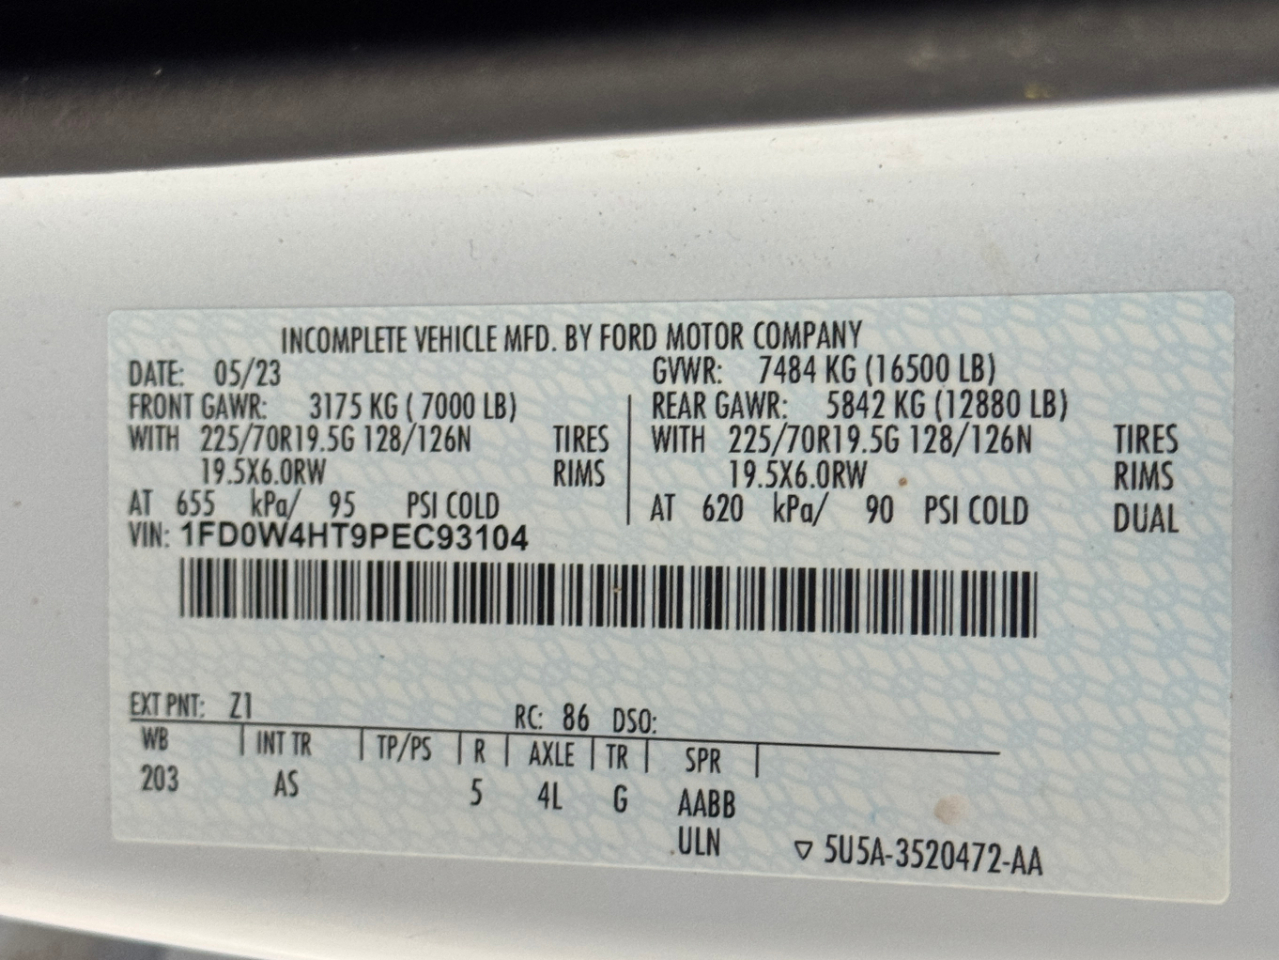 INCOMPLETE VEHICLE MFD. BY FORD MOTOR COMPANY
DATE: 05/23 GVWR: 7484 KG (16500 LB)
FRONT GAWR: 3175 KG ( 7000 LB) REAR GAWR: 5842 KG (12880 LB)
WITH 225/70R19.5G 128/126N TIRES WITH 225/70R19.5G 128/126N TIRES
19.5X6.0RW RIMS 19.5X6.0RW RIMS
AT 655 kPa/ 95 PSI COLD AT 620 kPa/ 90 PSI COLD DUAL
VIN: 1FD0W4HT9PEC93104
EXT PNT: Z1 RC: 86 DSO:
WB INT TR TP/PS R AXLE TR SPR
203 AS 5 4L G AABB
ULN ▽ 5U5A-3520472-AA